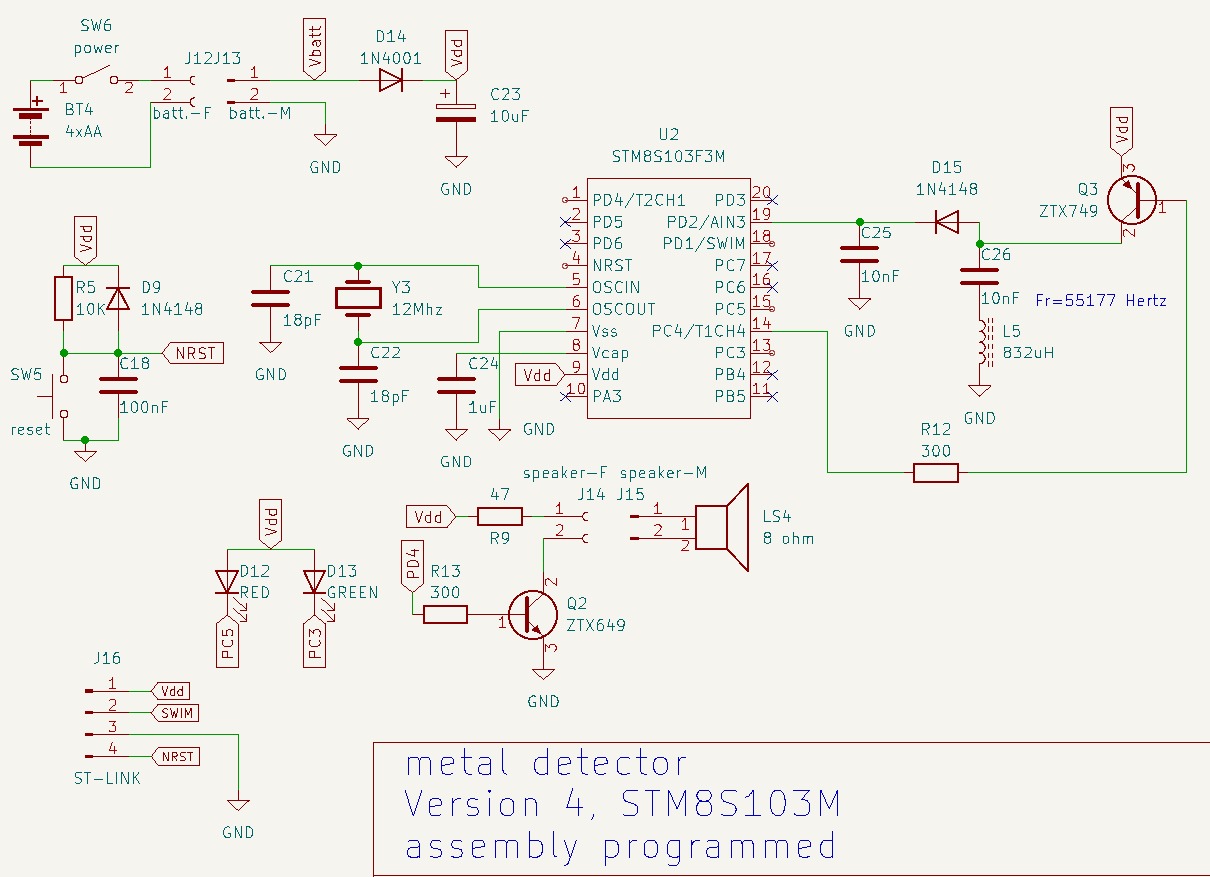 SW6
power
1
2
BT4
4xAA
J12
J13
1
2
1
2
batt.-F
batt.-M
Vbatt
GND
D14
1N4001
Vdd
C23
10uF
GND
U2
STM8S103F3M
1 PD4/T2CH1
2 PD5
3 PD6
4 NRST
5 OSCIN
6 OSCOUT
7 Vss
8 Vcap
9 Vdd
10 PA3
PD3 20
PD2/AIN3 19
PD1/SWIM 18
PC7 17
PC6 16
PC5 15
PC4/T1CH4 14
PC3 13
PB4 12
PB5 11
Vdd
D15
1N4148
Q3
ZTX749
3
1
2
C25
10nF
GND
C26
10nF
Fr=55177 Hertz
L5
832uH
GND
R12
300
Vdd
R5
10K
D9
1N4148
NRST
SW5
reset
C18
100nF
GND
C21
18pF
GND
Y3
12Mhz
C22
18pF
GND
C24
1uF
GND
Vdd
GND
speaker-F
speaker-M
Vdd
47
R9
J14
J15
1
2
1
2
1
2
LS4
8 ohm
PD4
R13
300
1
2
3
Q2
ZTX649
GND
Vdd
D12
RED
D13
GREEN
PC5
PC3
J16
1
Vdd
2
SWIM
3
4
NRST
ST-LINK
GND
metal detector
Version 4, STM8S103M
assembly programmed